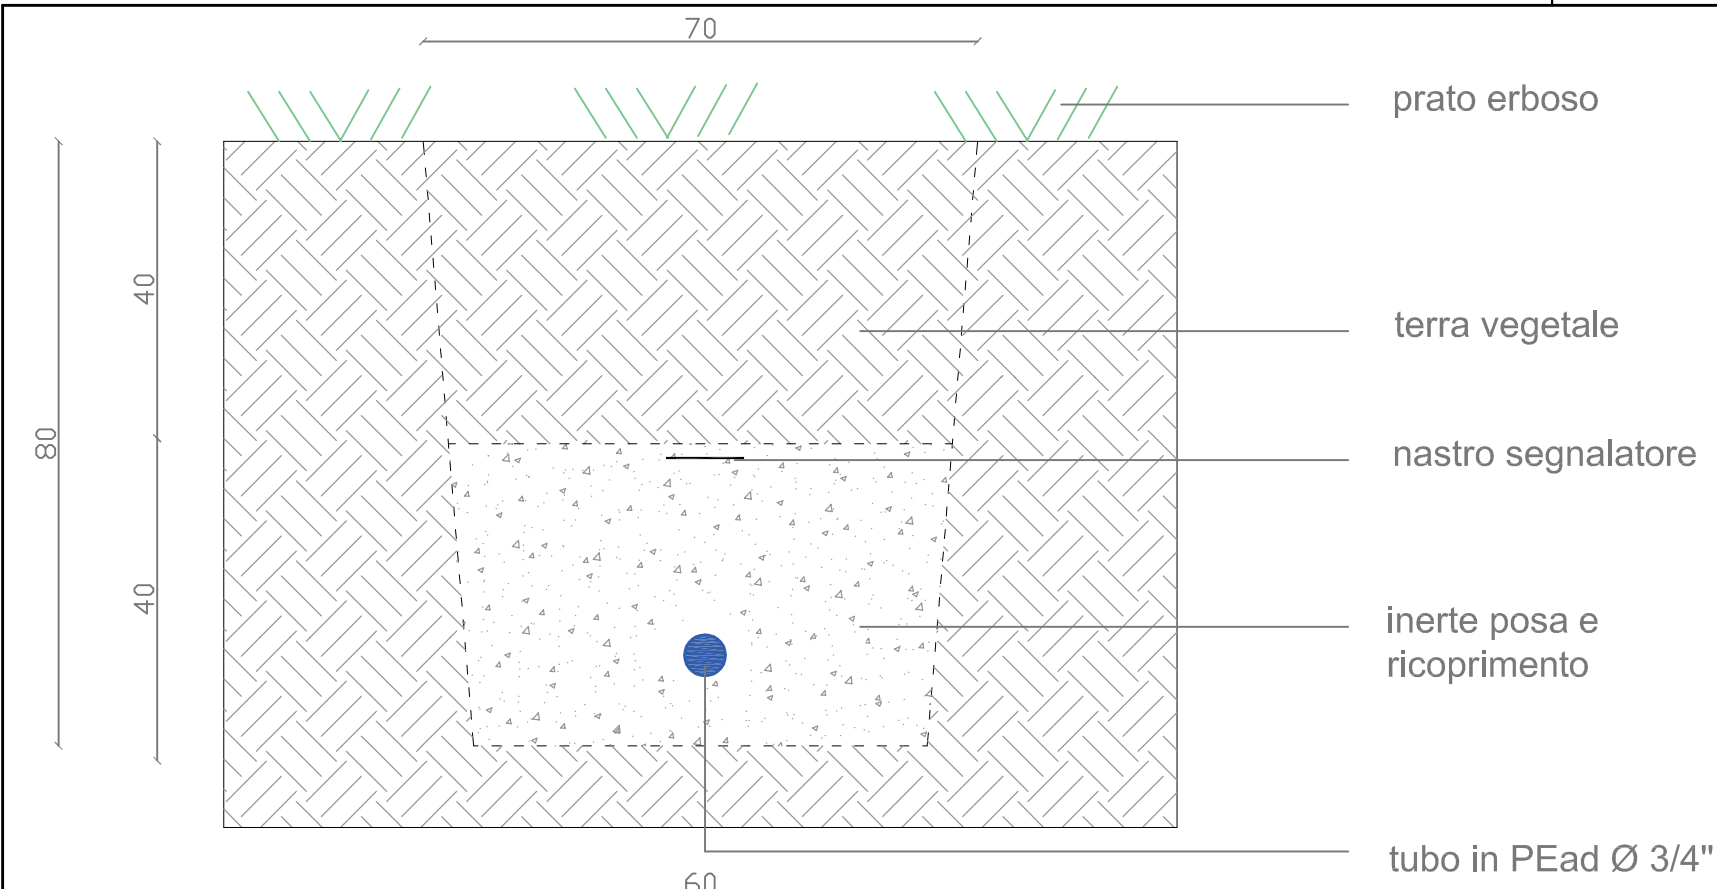 70
prato erboso
40
terra vegetale
80
nastro segnalatore
40
inerte posa e
ricoprimento
tubo in PEad Ø 3/4"
60